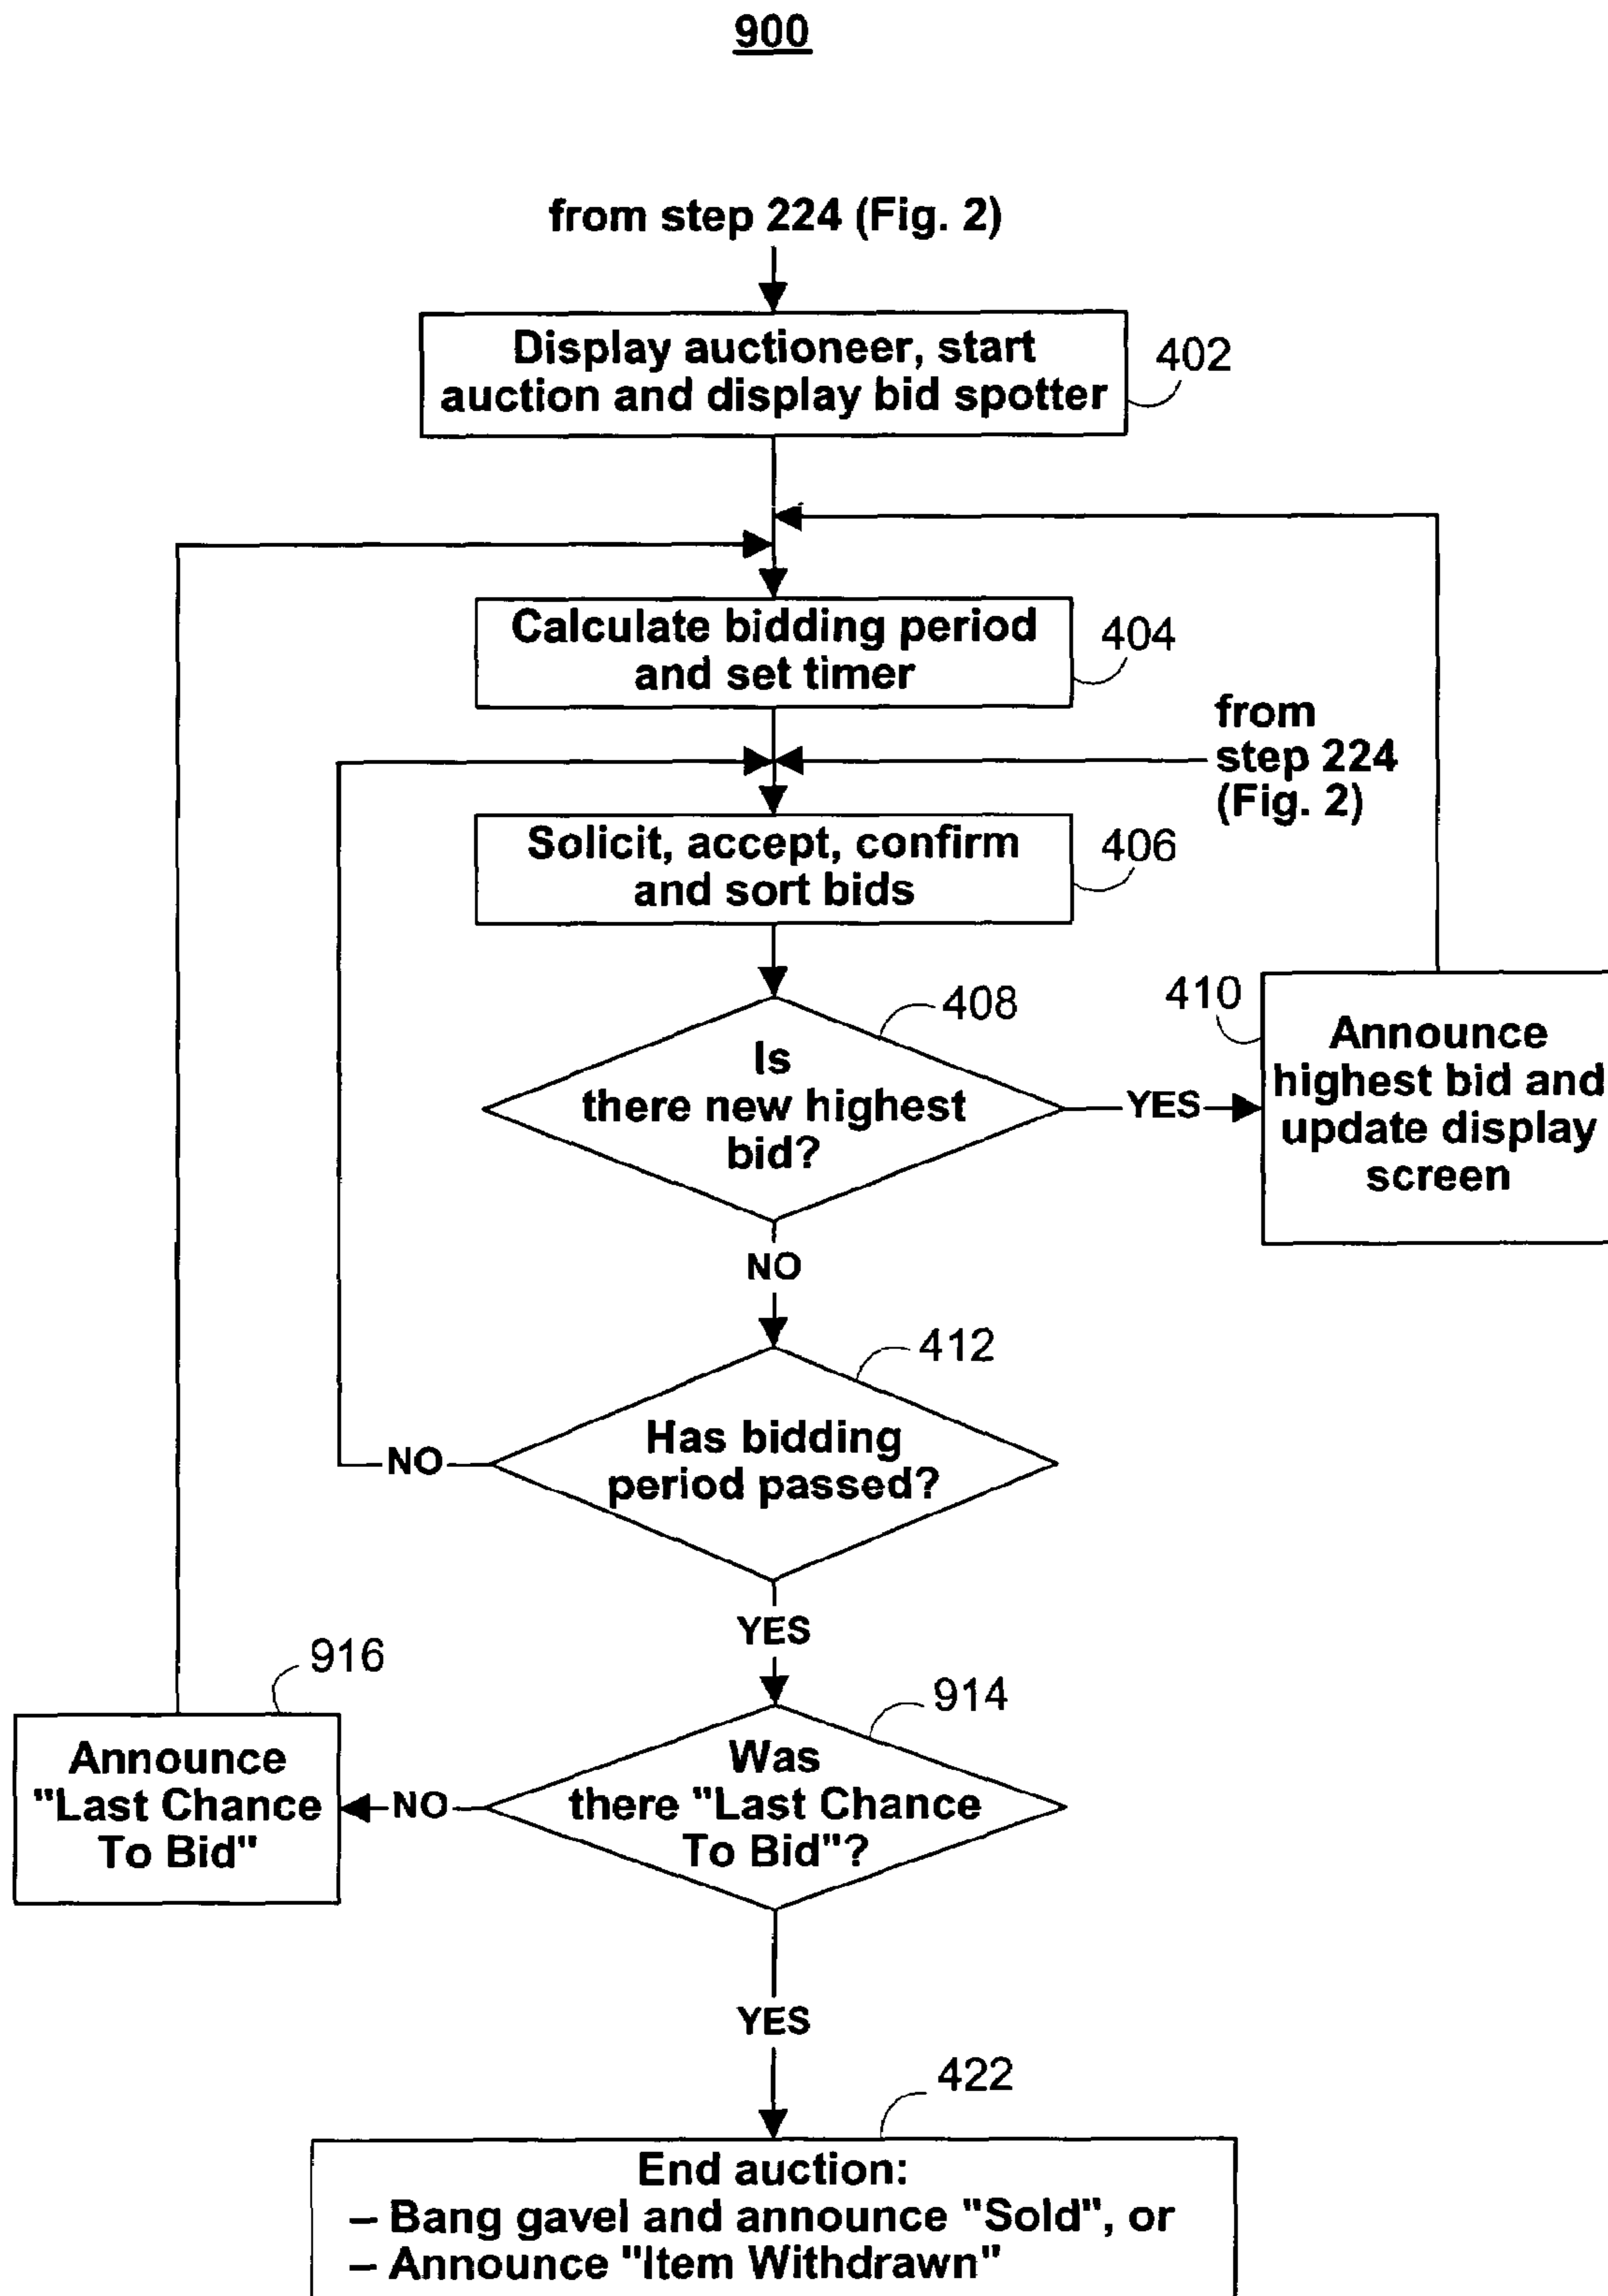 900
from step 224 (Fig. 2)
Display auctioneer, start
auction and display bid spotter
402
Calculate bidding period
and set timer
404
from
step 224
(Fig. 2)
Solicit, accept, confirm
and sort bids
406
408
Is
there new highest
bid?
YES
410
Announce
highest bid and
update display
screen
NO
412
Has bidding
period passed?
NO
YES
916
Announce
"Last Chance
To Bid"
914
Was
there "Last Chance
To Bid"?
NO
YES
422
End auction:
– Bang gavel and announce "Sold", or
– Announce "Item Withdrawn"